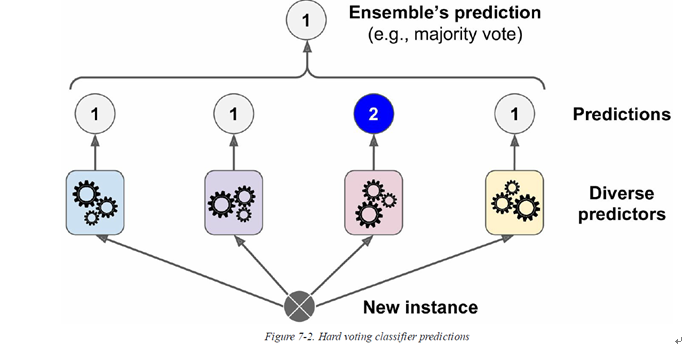 1
Ensemble's prediction
(e.g., majority vote)
1
1
2
1
Predictions
Diverse
predictors
New instance
Figure 7-2. Hard voting classifier predictions